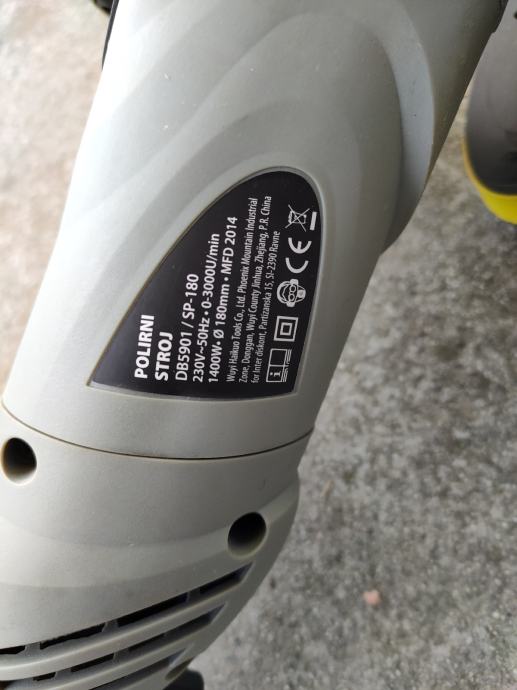 POLIRNI
STROJ
DB5901 / SP-180
230V~50Hz • 0-3000U/min
1400W• Ø 180mm • MFD 2014
Wuyi Haikuo Tools Co., Ltd. Phoenix Mountain Industrial
Zone, Donggan, Wuyi County Jinhua, Zhejiang, P.R. China
for Inter diskont, Partizanska 15, SI-2390 Ravne
CE